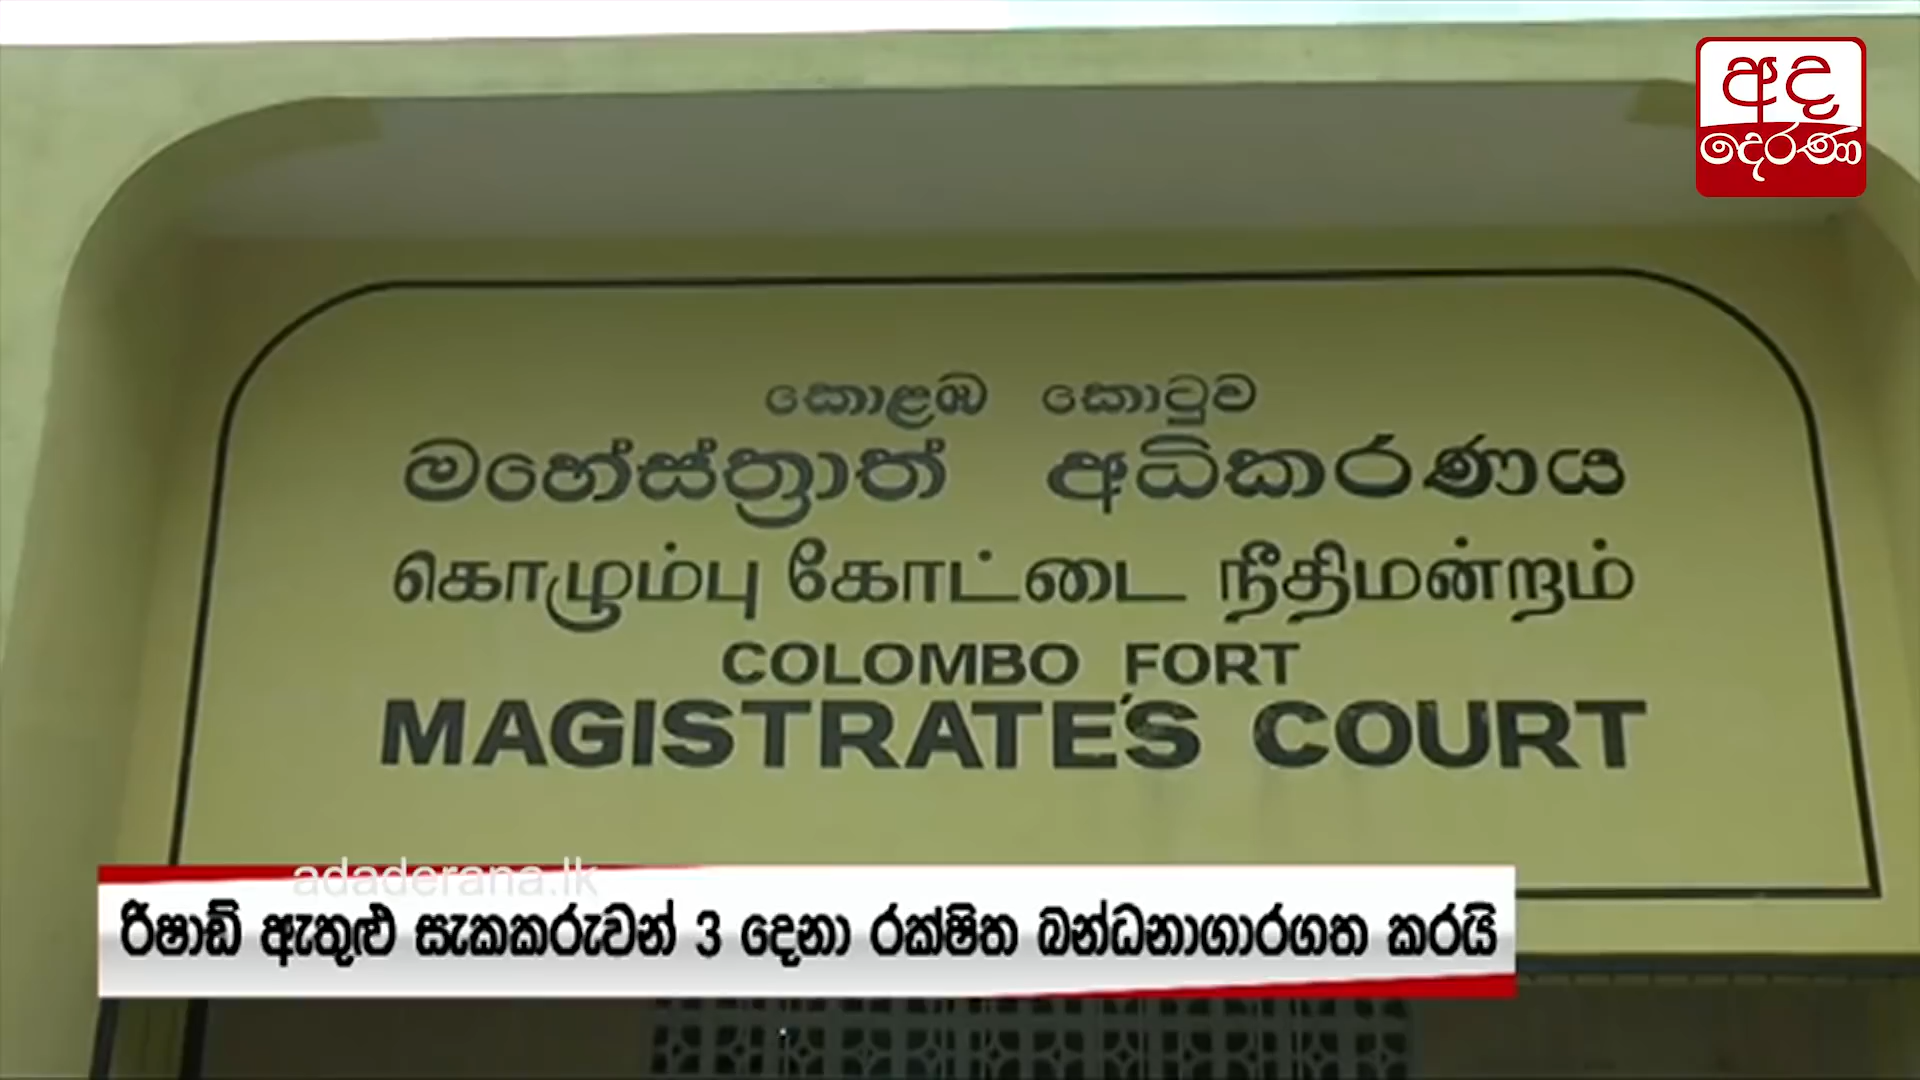 අද
දෙරණ
කොළඹ කොටුව
මහේස්ත්‍රාත් අධිකරණය
கொழும்பு கோட்டை நீதிமன்றம்
COLOMBO FORT
MAGISTRATE'S COURT
adaderana.lk
රිෂාඩ් ඇතුළු සැකකරුවන් 3 දෙනා රක්ෂිත බන්ධනාගාරගත කරයි